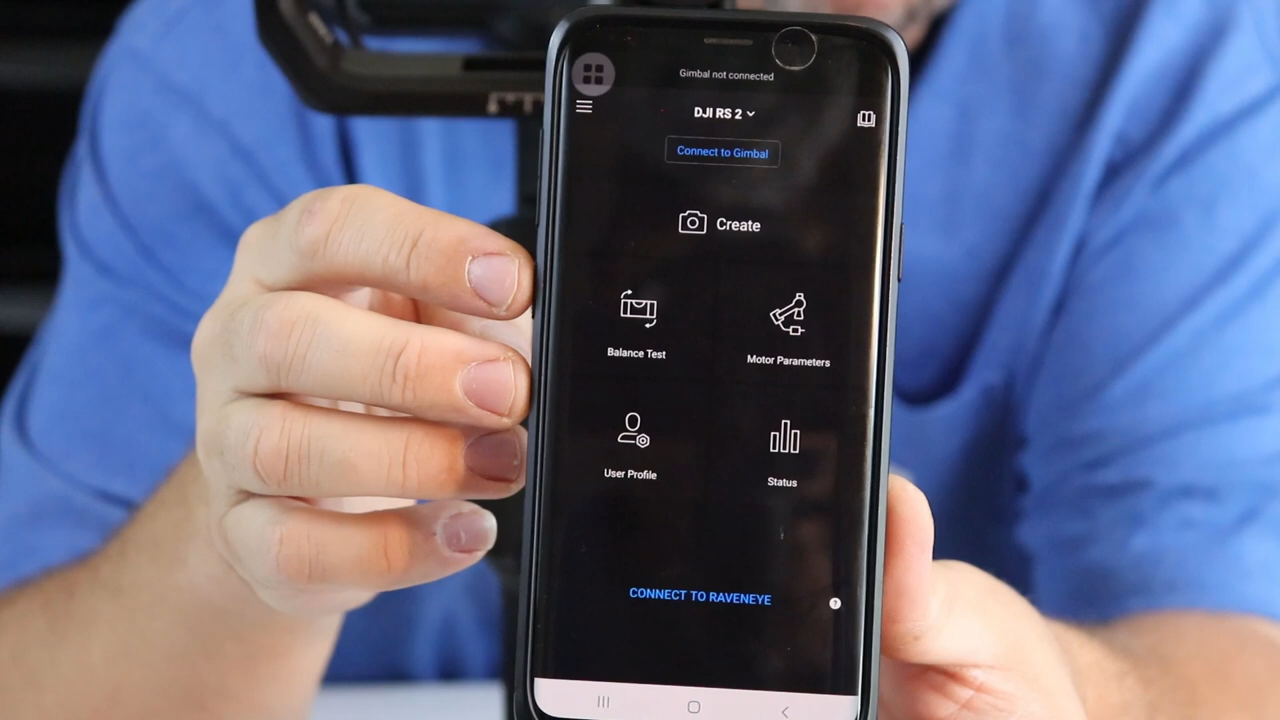 Gimbal not connected
DJI RS 2
Connect to Gimbal
Create
Balance Test
Motor Parameters
User Profile
Status
CONNECT TO RAVENEYE
?